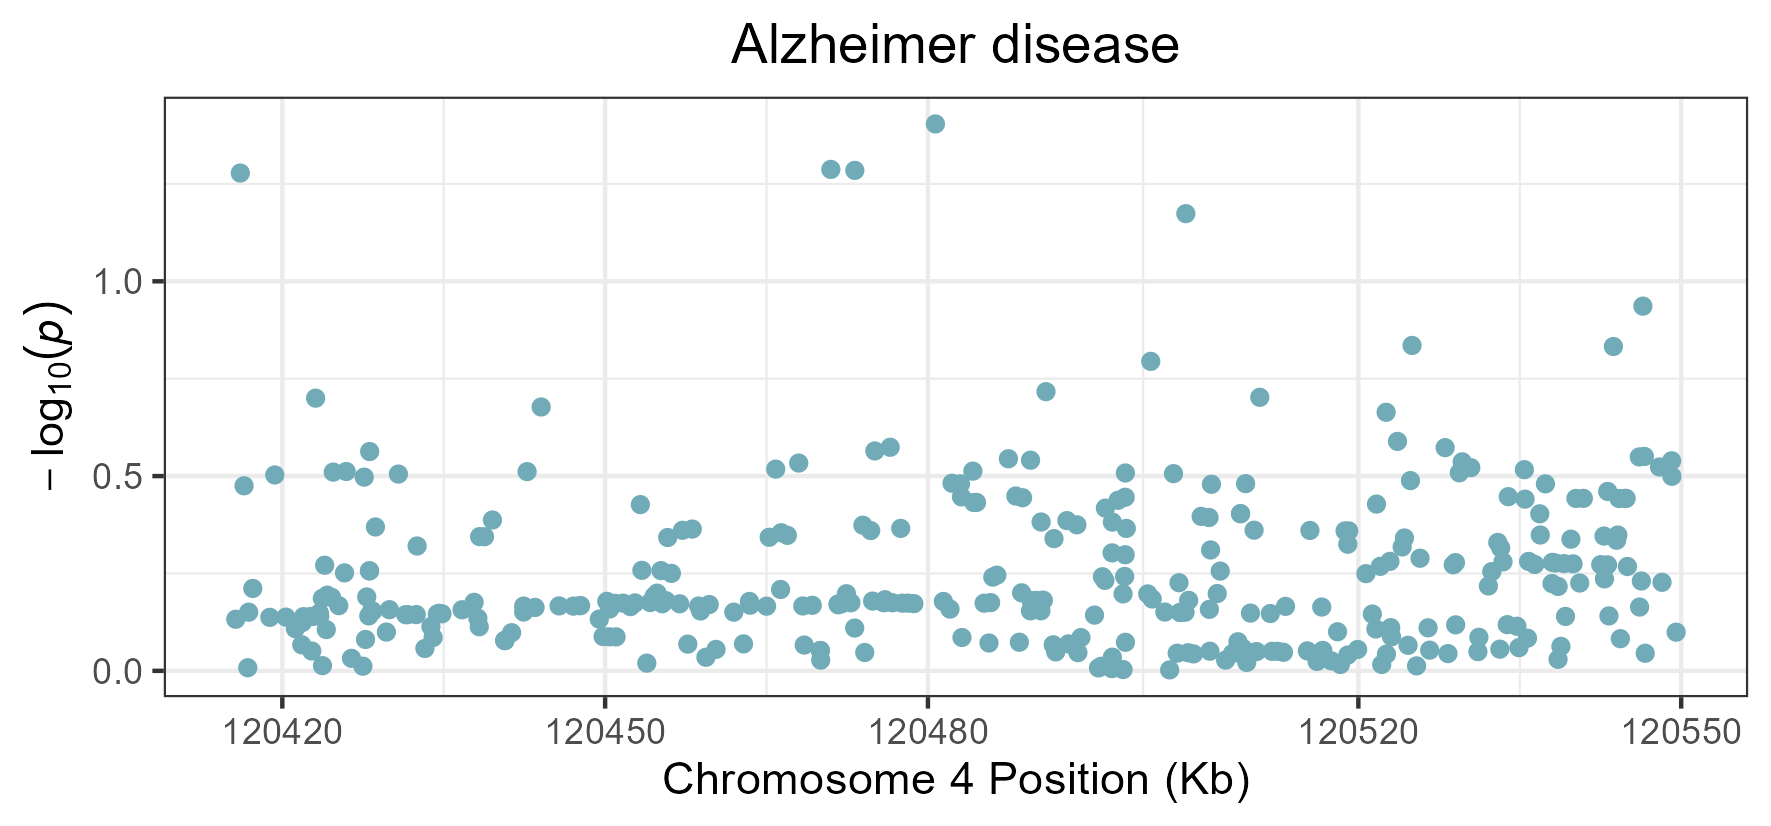 Alzheimer disease
− log10(p)
1.0
0.5
0.0
120420 120450 120480 120520 120550
Chromosome 4 Position (Kb)